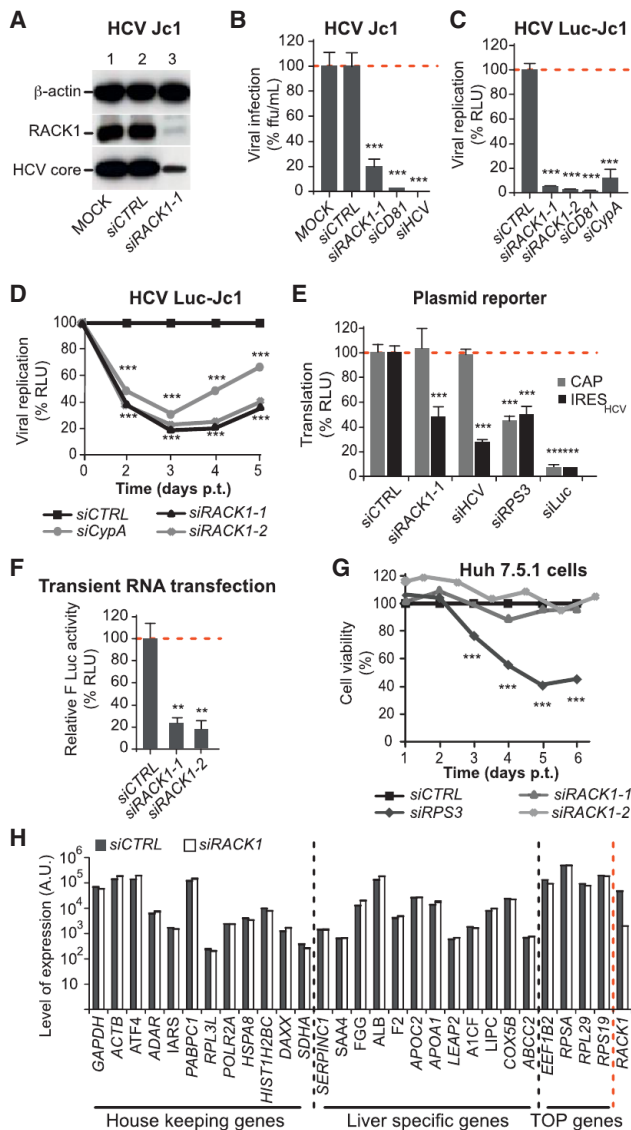 A
HCV Jc1
1 2 3
β-actin
RACK1
HCV core
MOCK
siCTRL
siRACK1-1
B
HCV Jc1
Viral infection
(% ffu/mL)
120
100
80
60
40
20
0
***
***
***
MOCK
siCTRL
siRACK1-1
siCD81
siHCV
C
HCV Luc-Jc1
Viral replication
(% RLU)
120
100
80
60
40
20
0
*** *** *** ***
siCTRL
siRACK1-1
siRACK1-2
siCD81
siCypA
D
HCV Luc-Jc1
Viral replication
(% RLU)
100
80
60
40
20
0
*** *** *** ***
*** *** *** ***
0 2 3 4 5
Time (days p.t.)
siCTRL
siRACK1-1
siCypA
siRACK1-2
E
Plasmid reporter
Translation
(% RLU)
120
100
80
60
40
20
0
CAP
IRES HCV
***
***
*** ***
******
siCTRL
siRACK1-1
siHCV
siRPS3
siLuc
F
Transient RNA transfection
Relative F Luc activity
(% RLU)
120
100
80
60
40
20
0
** **
siCTRL
siRACK1-1
siRACK1-2
G
Huh 7.5.1 cells
Cell viability
(%)
120
100
80
60
40
20
0
***
***
***
***
1 2 3 4 5 6
Time (days p.t.)
siCTRL
siRACK1-1
siRPS3
siRACK1-2
H
siCTRL
siRACK1
Level of expression (A.U.)
10⁶
10⁵
10⁴
10³
10²
GAPDH
ACTB
ATF4
ADAR
IARS
PABPC1
RPL3L
POLR2A
HSPA8
HIST1H2BC
DAXX
SDHA
SERPINC1
SAA4
FGG
ALB
F2
APOC2
APOA1
LEAP2
A1CF
LIPC
COX5B
ABCC2
EEF1B2
RPSA
RPL29
RPS19
RACK1
House keeping genes
Liver specific genes
TOP genes